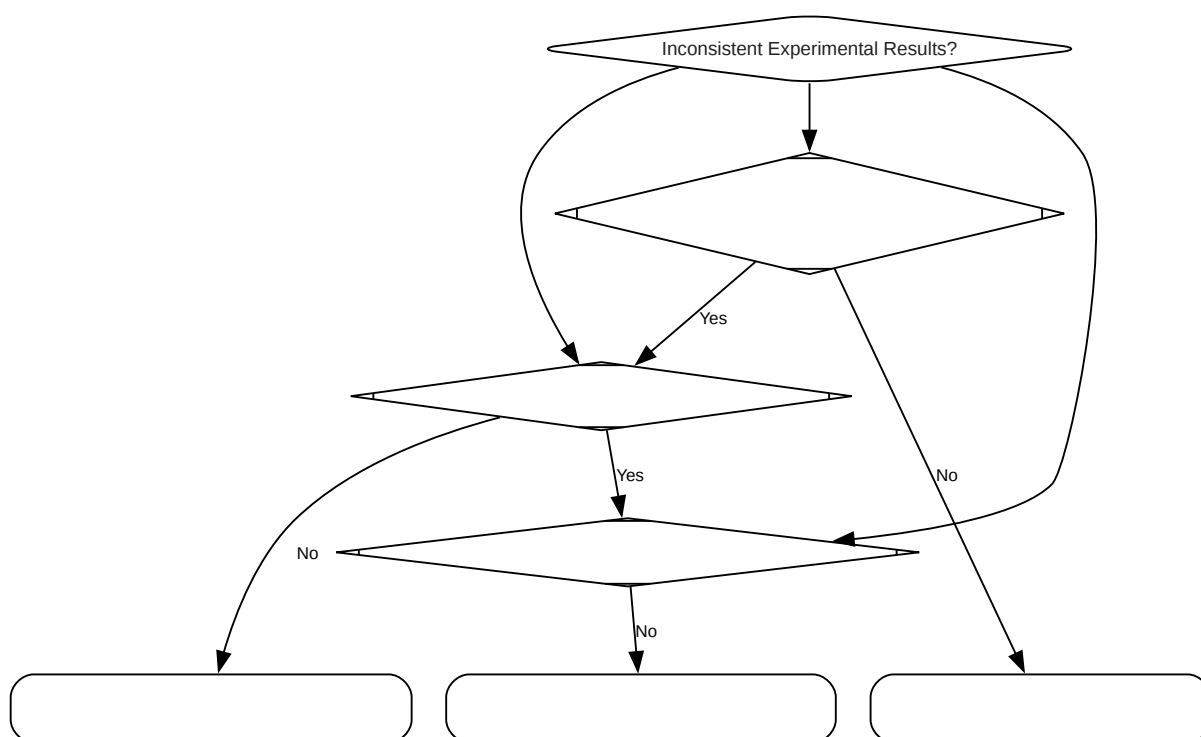 Inconsistent Experimental Results?
Yes
Yes
No
No
No